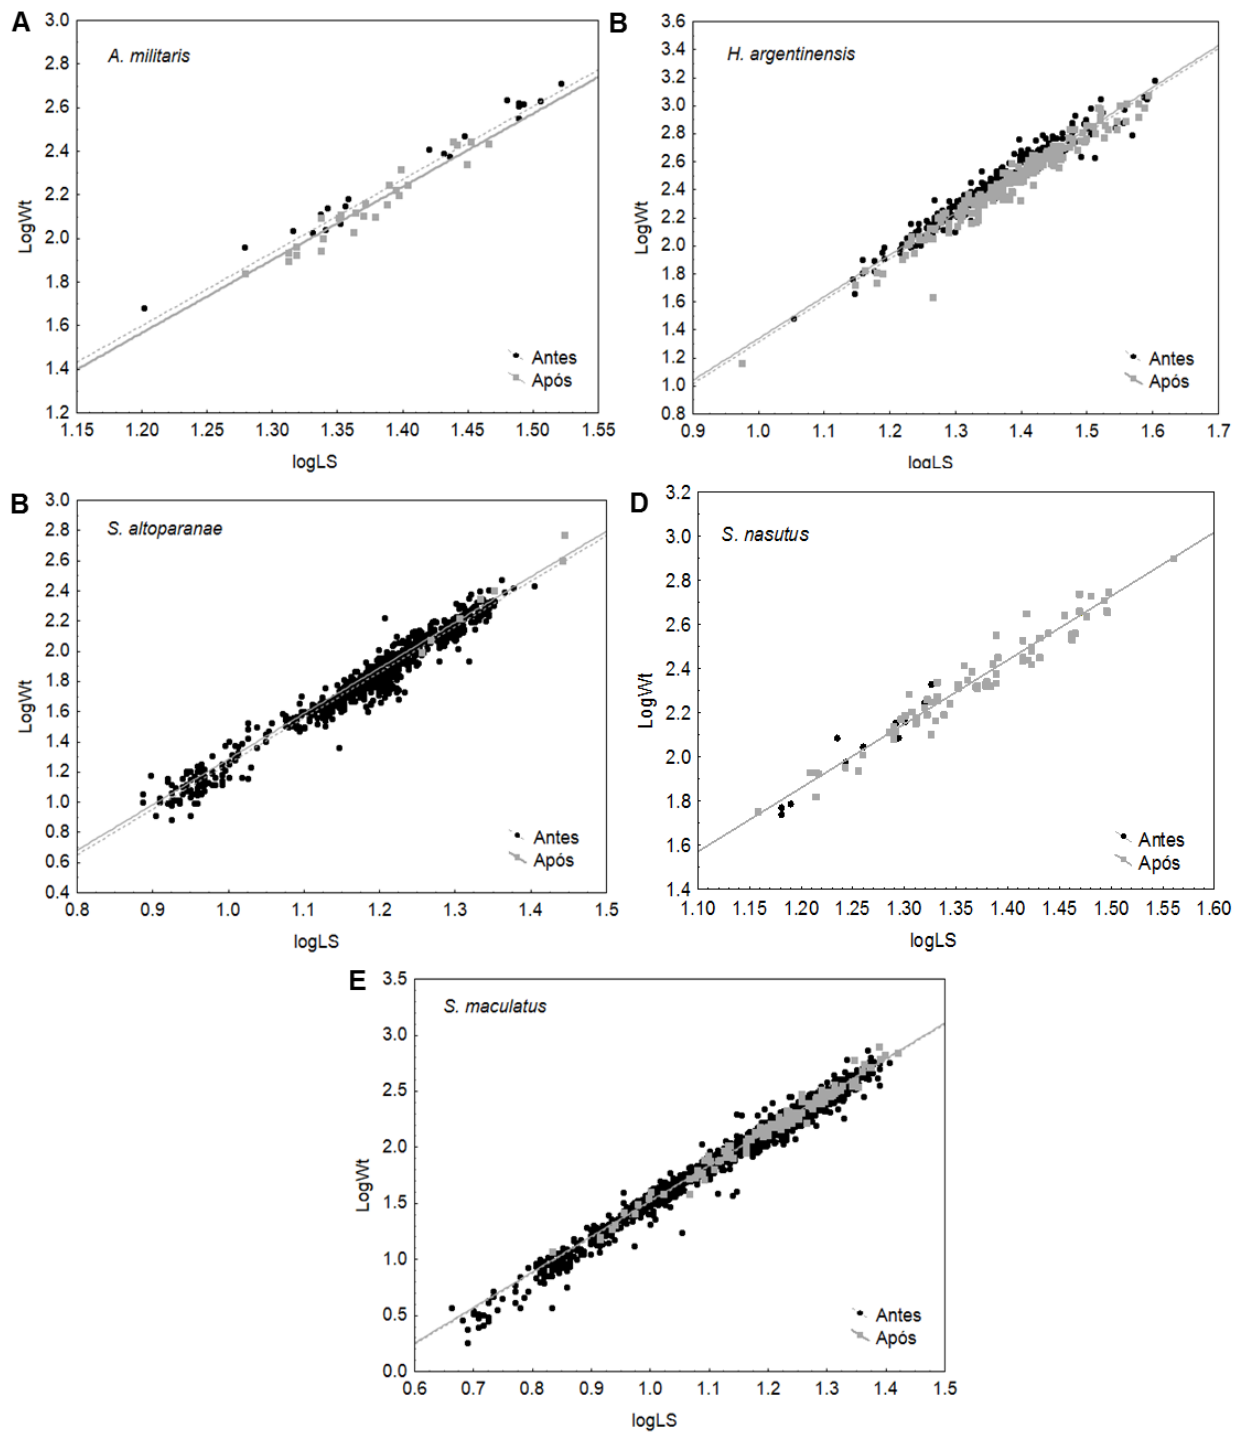 A
A. militaris
3.0
2.8
2.6
2.4
2.2
2.0
1.8
1.6
1.4
1.2
LogWt
Antes
Após
1.15 1.20 1.25 1.30 1.35 1.40 1.45 1.50 1.55
logLS
B
H. argentinensis
3.6
3.4
3.2
3.0
2.8
2.6
2.4
2.2
2.0
1.8
1.6
1.4
1.2
1.0
0.8
LogWt
Antes
Após
0.9 1.0 1.1 1.2 1.3 1.4 1.5 1.6 1.7
logLS
B
S. altoparanae
3.0
2.8
2.6
2.4
2.2
2.0
1.8
1.6
1.4
1.2
1.0
0.8
0.6
0.4
LogWt
Antes
Após
0.8 0.9 1.0 1.1 1.2 1.3 1.4 1.5
logLS
D
S. nasutus
3.2
3.0
2.8
2.6
2.4
2.2
2.0
1.8
1.6
1.4
LogWt
Antes
Após
1.10 1.15 1.20 1.25 1.30 1.35 1.40 1.45 1.50 1.55 1.60
logLS
E
S. maculatus
3.5
3.0
2.5
2.0
1.5
1.0
0.5
0.0
LogWt
Antes
Após
0.6 0.7 0.8 0.9 1.0 1.1 1.2 1.3 1.4 1.5
logLS